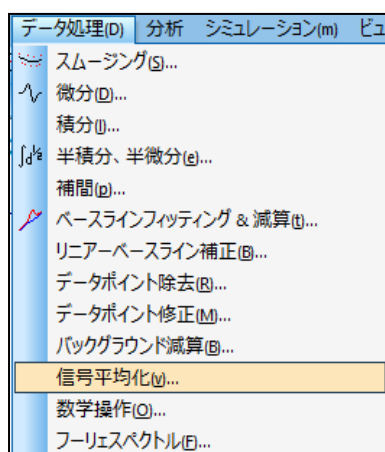 データ処理(D) 分析 シミュレーション(m) ビュ
スムージング(S)...
微分(D)...
積分(I)...
半積分、半微分(e)...
補間(p)...
ベースラインフィッティング & 減算(t)...
リニアーベースライン補正(B)...
データポイント除去(R)...
データポイント修正(M)...
バックグラウンド減算(B)...
信号平均化(v)...
数学操作(O)...
フーリェスペクトル(F)...